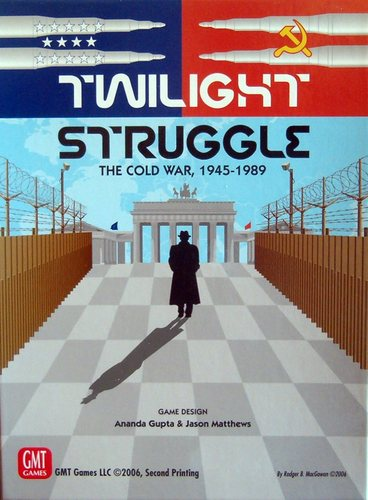 TWILIGHT
STRUGGLE
THE COLD WAR, 1945-1989
GAME DESIGN
Ananda Gupta & Jason Matthews
GMT
GAMES
GMT Games LLC ©2006, Second Printing
By Rodger B. MacGowan ©2006